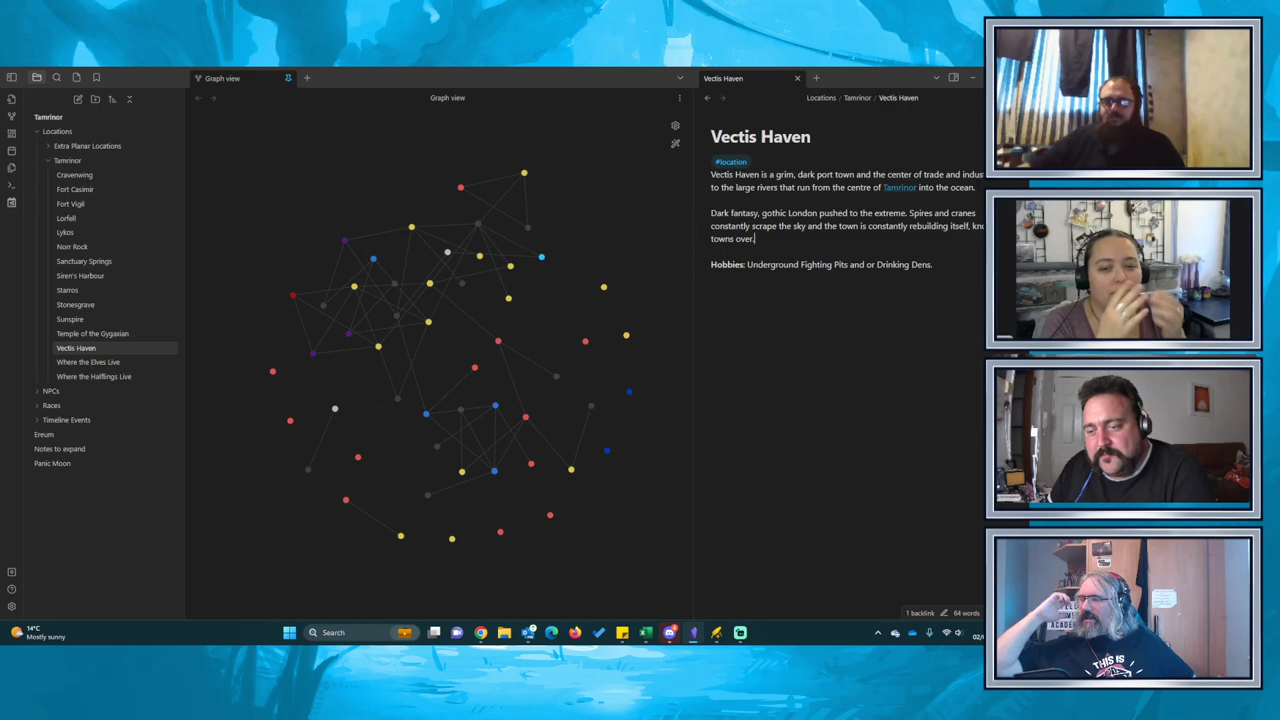 Graph view
Vectis Haven
Graph view
Locations / Tamrinor / Vectis Haven
Tamrinor
Locations
Extra Planar Locations
Tamrinor
Cravenwing
Fort Casimir
Fort Vigil
Lorfell
Lykos
Norr Rock
Sanctuary Springs
Siren's Harbour
Starros
Stonesgrave
Sunspire
Temple of the Gygaxian
Vectis Haven
Where the Elves Live
Where the Halflings Live
NPCs
Races
Timeline Events
Ereum
Notes to expand
Panic Moon
Vectis Haven
#location
Vectis Haven is a grim, dark port town and the center of trade and indus
to the large rivers that run from the centre of Tamrinor into the ocean.
Dark fantasy, gothic London pushed to the extreme. Spires and cranes
constantly scrape the sky and the town is constantly rebuilding itself, kno
towns over.
Hobbies: Underground Fighting Pits and or Drinking Dens.
1 backlink
64 words
14°C
Mostly sunny
Search
02/
THIS IS